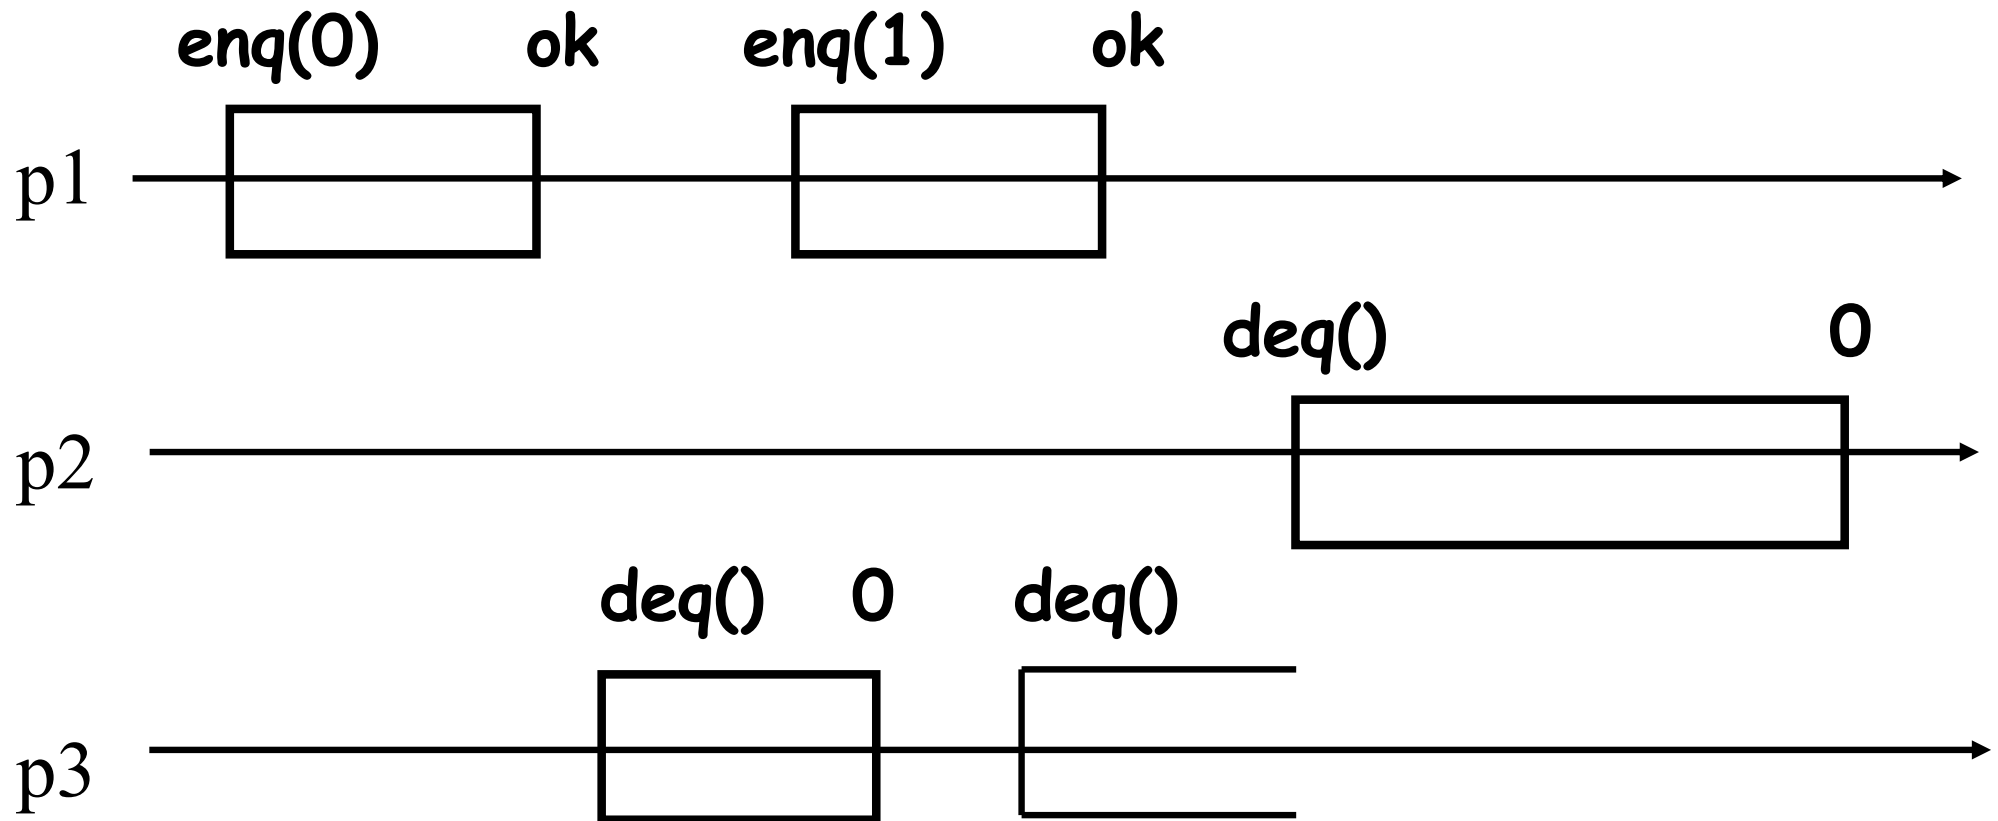 enq(0) ok enq(1) ok
p1
deq() 0
p2
deq() 0 deq()
p3